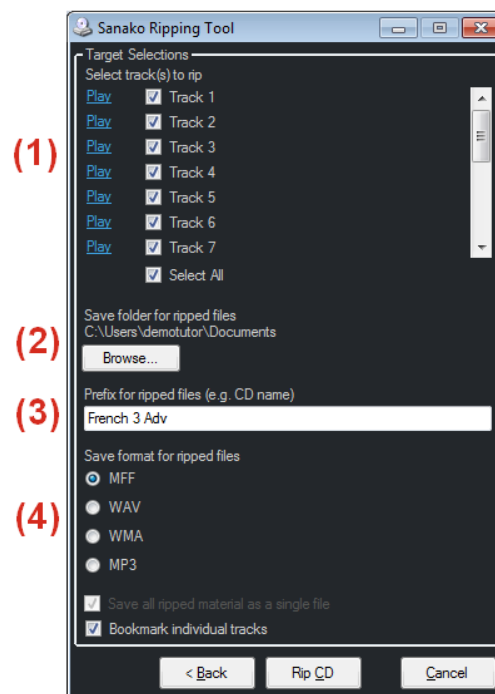 Sanako Ripping Tool
Target Selections
Select track(s) to rip
(1)
Play Track 1
Play Track 2
Play Track 3
Play Track 4
Play Track 5
Play Track 6
Play Track 7
Select All
Save folder for ripped files
C:\Users\demotutor\Documents
(2)
Browse...
Prefix for ripped files (e.g. CD name)
(3)
French 3 Adv
Save format for ripped files
MFF
WAV
(4)
WMA
MP3
Save all ripped material as a single file
Bookmark individual tracks
< Back Rip CD Cancel